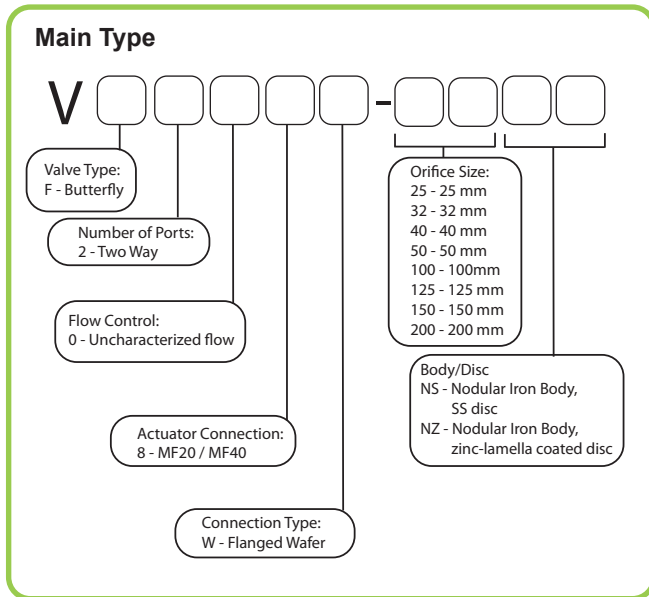 Main Type
V -
Valve Type:
F - Butterfly
Number of Ports:
2 - Two Way
Flow Control:
0 - Uncharacterized flow
Actuator Connection:
8 - MF20 / MF40
Connection Type:
W - Flanged Wafer
Orifice Size:
25 - 25 mm
32 - 32 mm
40 - 40 mm
50 - 50 mm
100 - 100mm
125 - 125 mm
150 - 150 mm
200 - 200 mm
Body/Disc
NS - Nodular Iron Body,
SS disc
NZ - Nodular Iron Body,
zinc-lamella coated disc